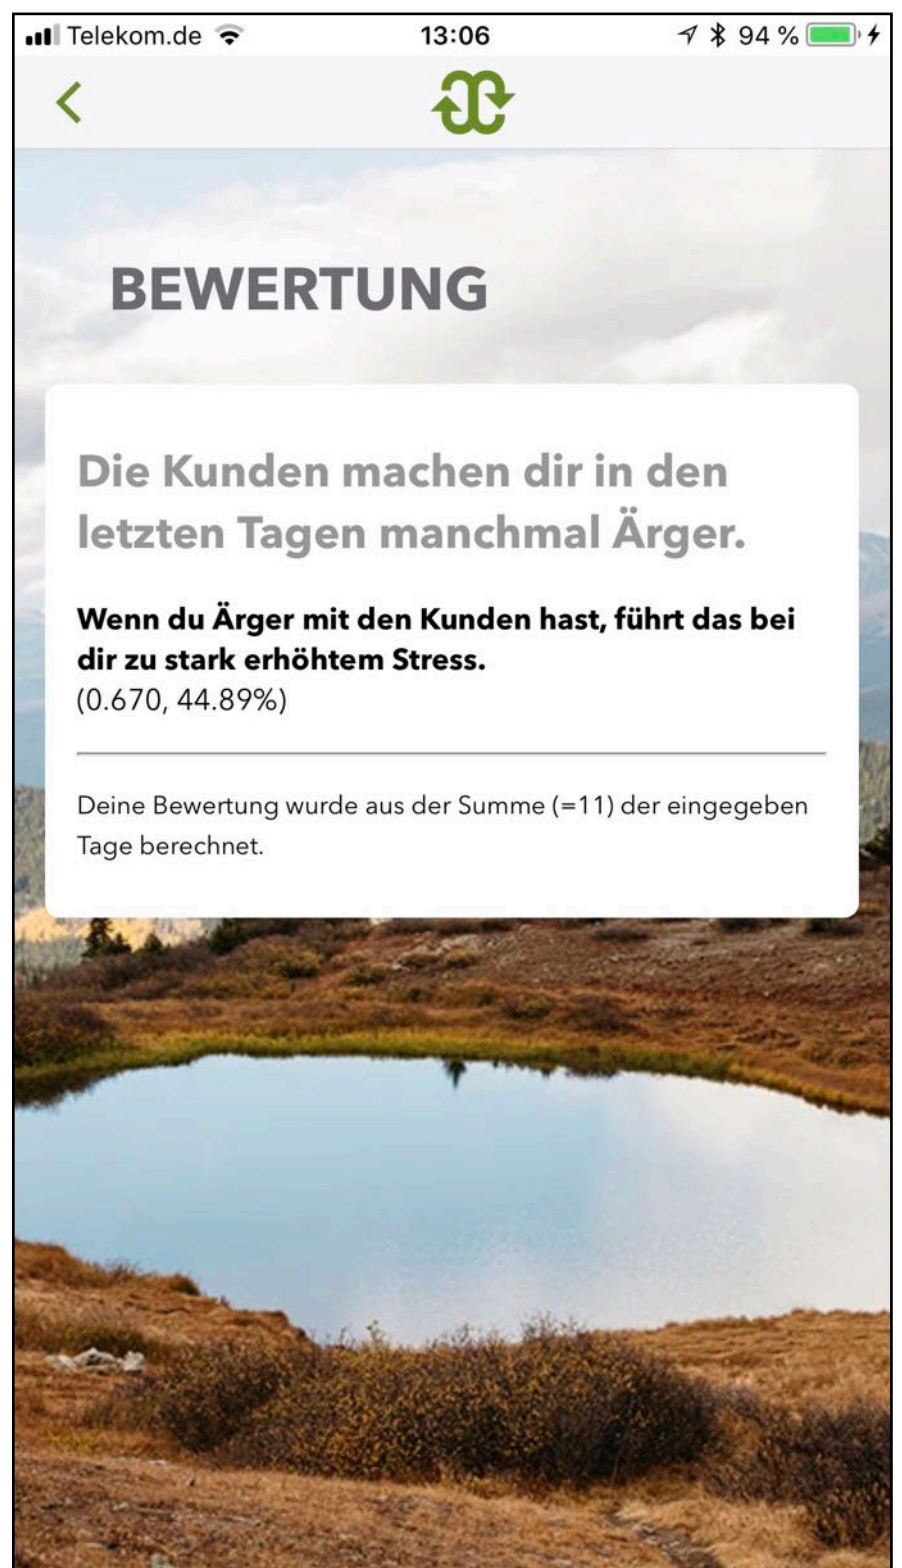 Telekom.de 13:06 94 %
BEWERTUNG
Die Kunden machen dir in den
letzten Tagen manchmal Ärger.
Wenn du Ärger mit den Kunden hast, führt das bei
dir zu stark erhöhtem Stress.
(0.670, 44.89%)
Deine Bewertung wurde aus der Summe (=11) der eingegeben
Tage berechnet.